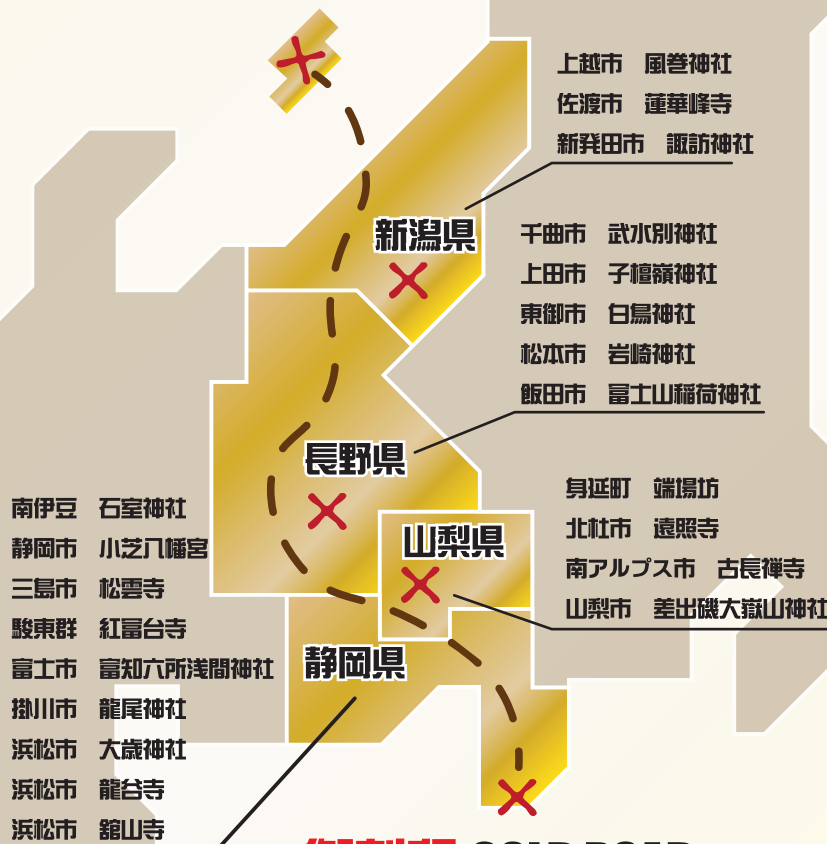 上越市　風巻神社
佐渡市　蓮華峰寺
新発田市　諏訪神社
新潟県
千曲市　武水別神社
上田市　子檀嶺神社
東御市　白鳥神社
松本市　岩崎神社
飯田市　富士山稲荷神社
長野県
身延町　端場坊
北杜市　遠照寺
南アルプス市　古長禅寺
山梨市　差出磯大嶽山神社
山梨県
南伊豆　石室神社
静岡市　小芝八幡宮
三島市　松雲寺
駿東群　紅富台寺
富士市　富知六所浅間神社
掛川市　龍尾神社
浜松市　大歳神社
浜松市　龍谷寺
浜松市　舘山寺
静岡県
GOLD ROAD